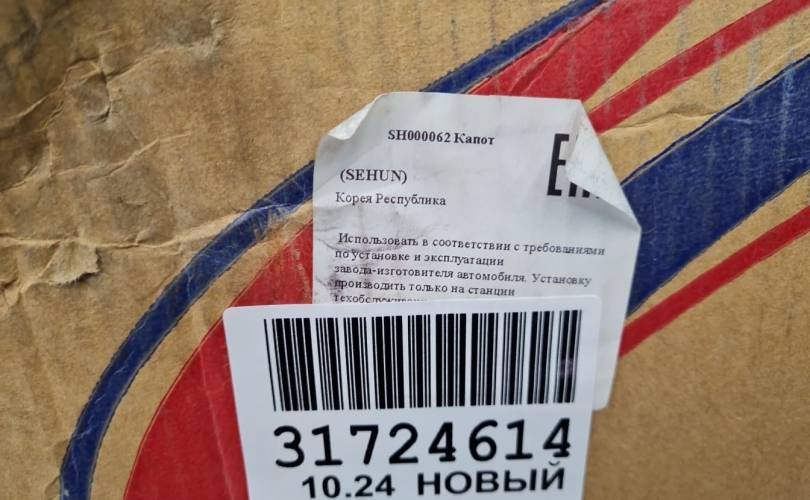 SH000062 Капот
(SEHUN)
Корея Республика
Использовать в соответствии с требованиями
по установке и эксплуатации
завода-изготовителя автомобиля. Установку
производить только на станции
31724614
10.24 НОВЫЙ